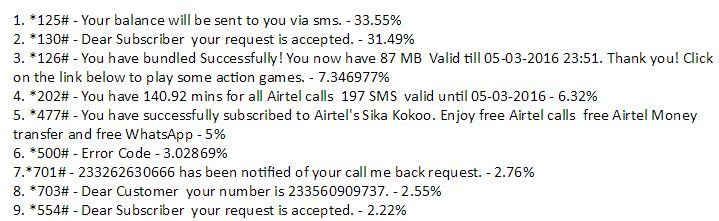 1. *125# - Your balance will be sent to you via sms. - 33.55%
2. *130# - Dear Subscriber  your request is accepted. - 31.49%
3. *126# - You have bundled Successfully! You now have 87 MB  Valid till 05-03-2016 23:51. Thank you! Click
on the link below to play some action games. - 7.346977%
4. *202# - You have 140.92 mins for all Airtel calls  197 SMS  valid until 05-03-2016 - 6.32%
5. *477# - You have successfully subscribed to Airtel's Sika Kokoo. Enjoy free Airtel calls  free Airtel Money
transfer and free WhatsApp - 5%
6. *500# - Error Code - 3.02869%
7.*701# - 233262630666 has been notified of your call me back request. - 2.76%
8. *703# - Dear Customer  your number is 233560909737. - 2.55%
9. *554# - Dear Subscriber  your request is accepted. - 2.22%